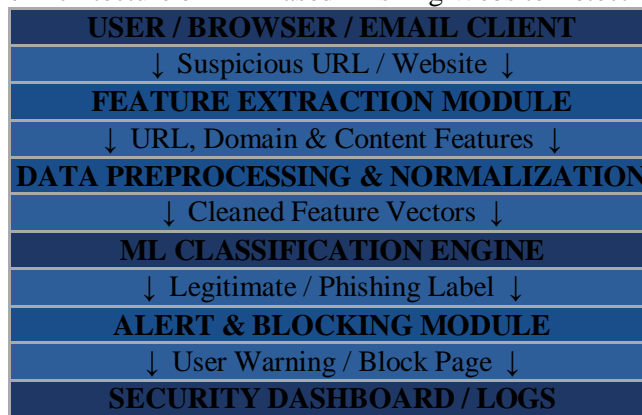 USER / BROWSER / EMAIL CLIENT
↓ Suspicious URL / Website ↓
FEATURE EXTRACTION MODULE
↓ URL, Domain & Content Features ↓
DATA PREPROCESSING & NORMALIZATION
↓ Cleaned Feature Vectors ↓
ML CLASSIFICATION ENGINE
↓ Legitimate / Phishing Label ↓
ALERT & BLOCKING MODULE
↓ User Warning / Block Page ↓
SECURITY DASHBOARD / LOGS